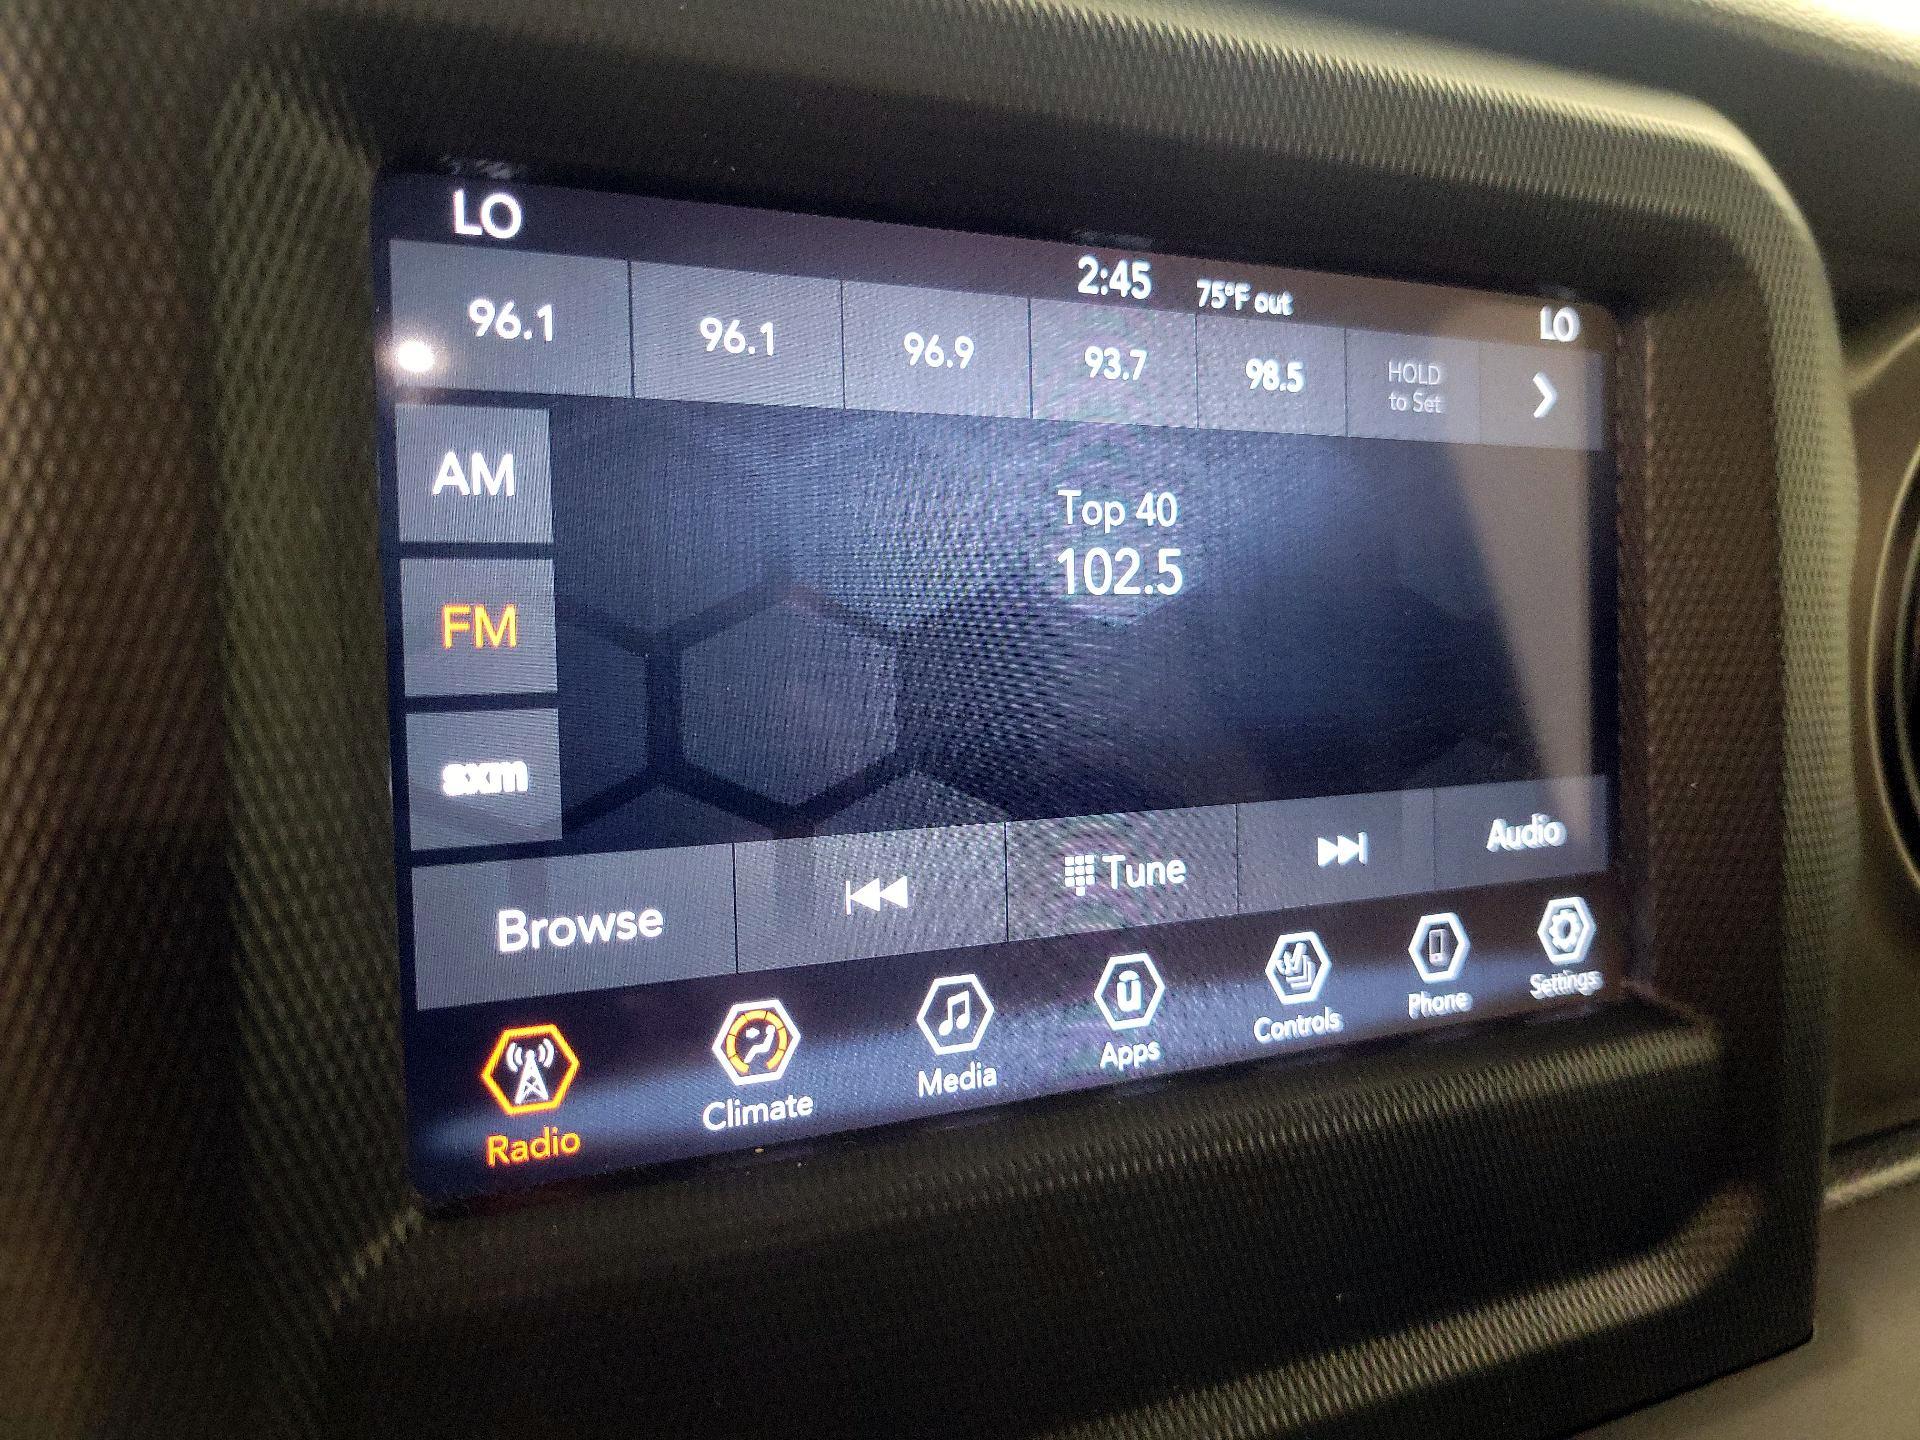 LO
2:45
75°F out
LO
96.1
96.1
96.9
93.7
98.5
HOLD
to Set
AM
Top 40
102.5
FM
sxm
Browse
Tune
Audio
Radio
Climate
Media
Apps
Controls
Phone
Settings